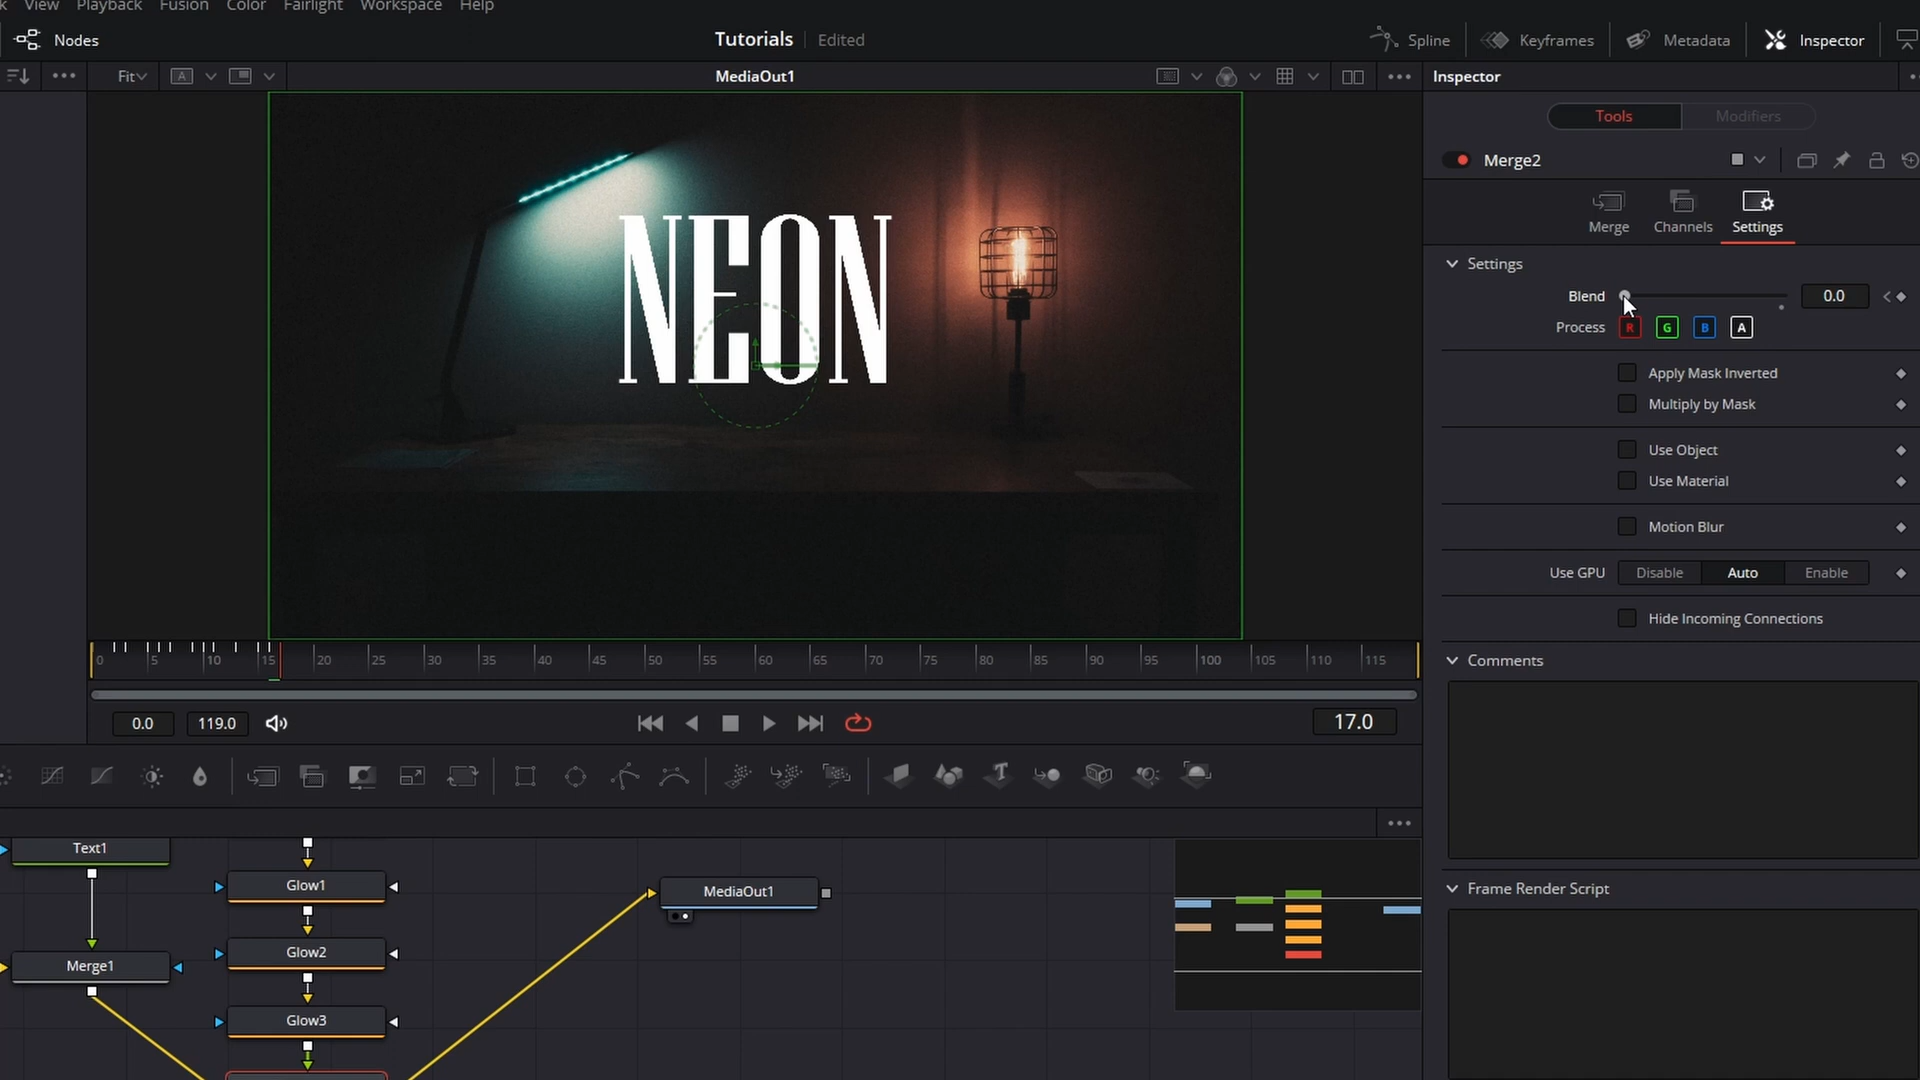 View Playback Fusion Color Fairlight Workspace Help
Nodes
Tutorials Edited
Spline Keyframes Metadata Inspector
Fit A MediaOut1
Inspector
Tools Modifiers
Merge2
Merge Channels Settings
Settings
Blend 0.0
Process R G B A
Apply Mask Inverted
Multiply by Mask
Use Object
Use Material
Motion Blur
Use GPU Disable Auto Enable
Hide Incoming Connections
Comments
Frame Render Script
NEON
0 5 10 15 20 25 30 35 40 45 50 55 60 65 70 75 80 85 90 95 100 105 110 115
0.0 119.0 17.0
Text1
Glow1
MediaOut1
Glow2
Merge1
Glow3